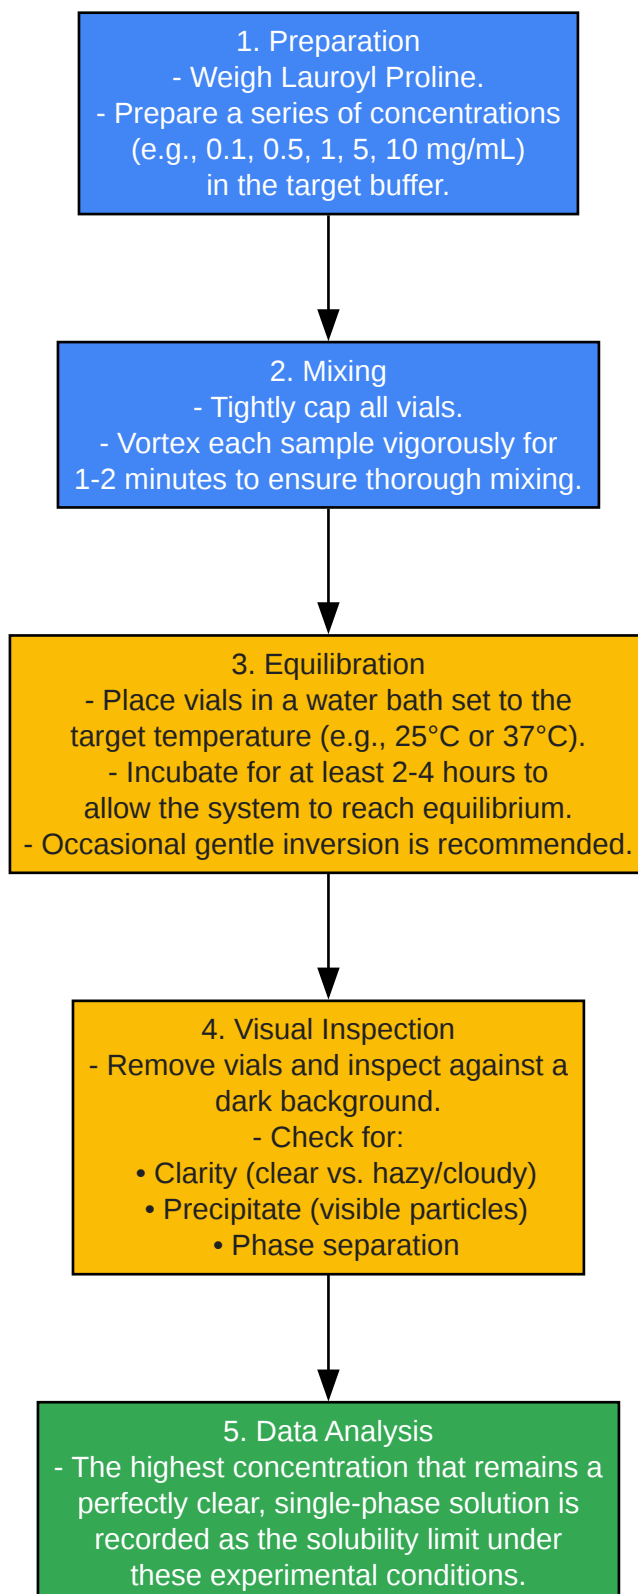 1. Preparation
- Weigh Lauroyl Proline.
- Prepare a series of concentrations
(e.g., 0.1, 0.5, 1, 5, 10 mg/mL)
in the target buffer.
2. Mixing
- Tightly cap all vials.
- Vortex each sample vigorously for
1-2 minutes to ensure thorough mixing.
3. Equilibration
- Place vials in a water bath set to the
target temperature (e.g., 25°C or 37°C).
- Incubate for at least 2-4 hours to
allow the system to reach equilibrium.
- Occasional gentle inversion is recommended.
4. Visual Inspection
- Remove vials and inspect against a
dark background.
- Check for:
• Clarity (clear vs. hazy/cloudy)
• Precipitate (visible particles)
• Phase separation
5. Data Analysis
- The highest concentration that remains a
perfectly clear, single-phase solution is
recorded as the solubility limit under
these experimental conditions.